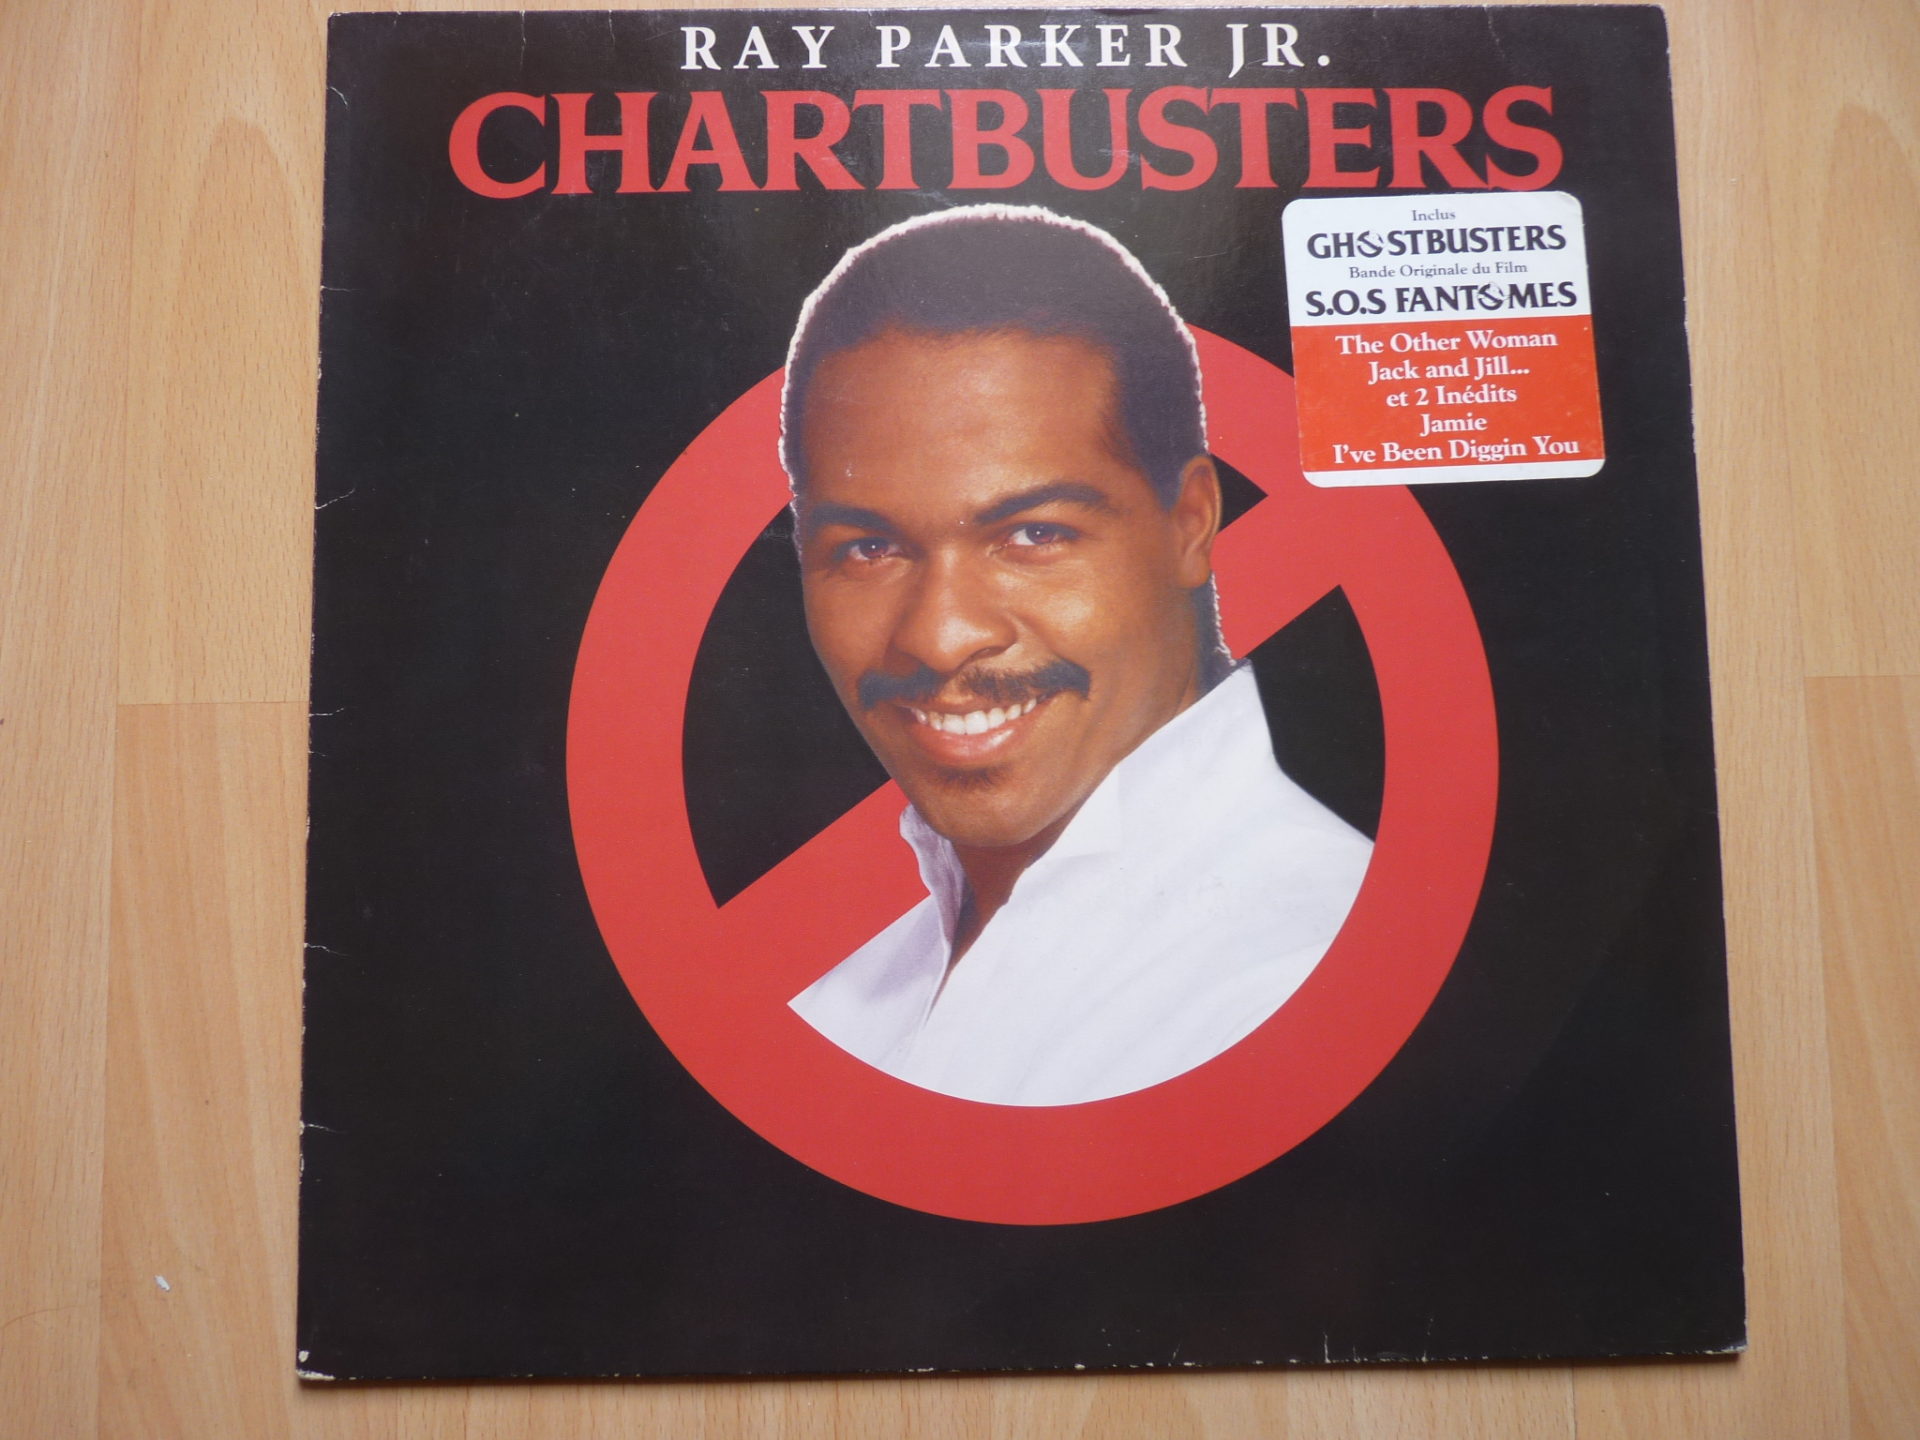 RAY PARKER JR.
CHARTBUSTERS
Inclus
GHOSTBUSTERS
Bande Originale du Film
S.O.S FANTOMES
The Other Woman
Jack and Jill...
et 2 Inédits
Jamie
I've Been Diggin You